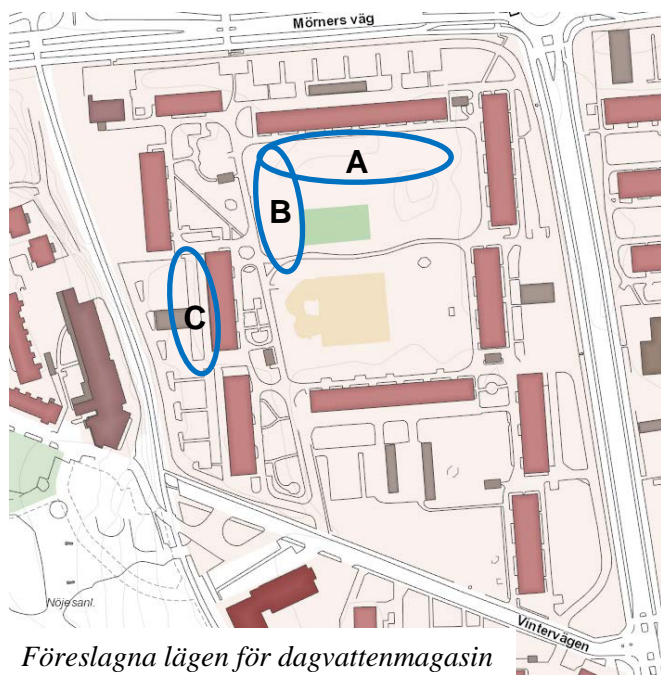 Mörners väg
A
B
C
Nöjesanl.
Vintervägen
Föreslagna lägen för dagvattenmagasin